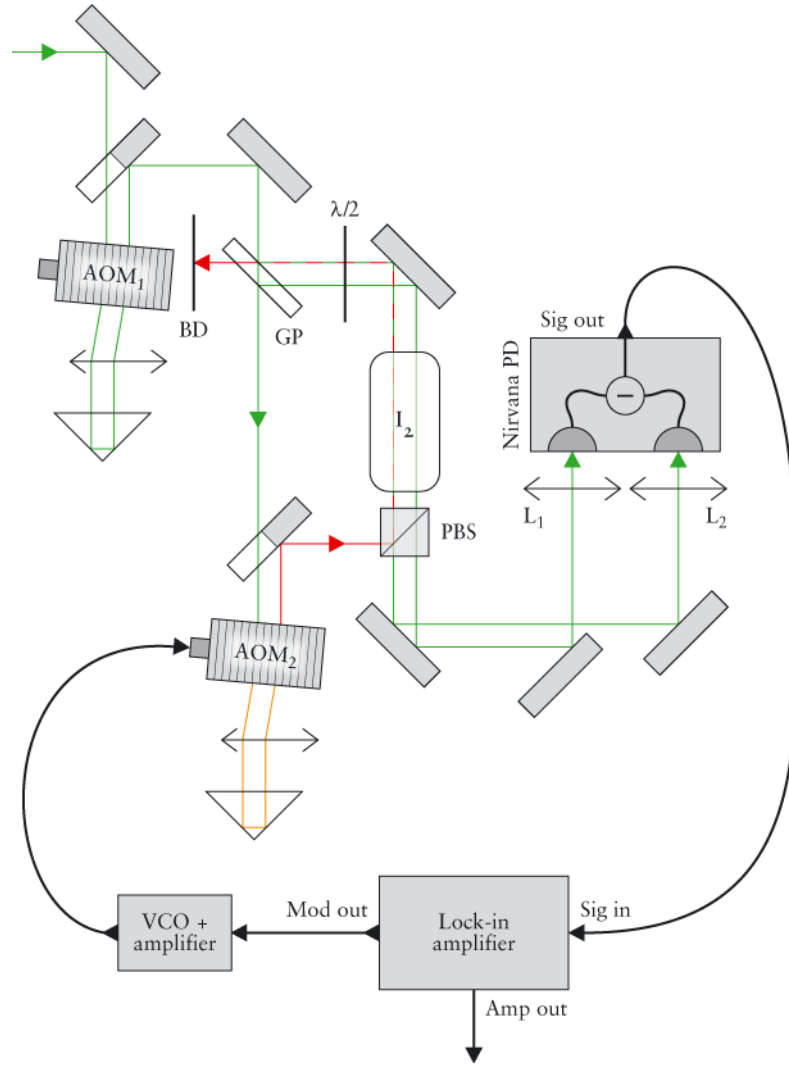 λ/2
AOM₁
BD
GP
Sig out
Nirvana PD
−
I₂
L₁
L₂
PBS
AOM₂
VCO +
amplifier
Mod out
Lock-in
amplifier
Sig in
Amp out